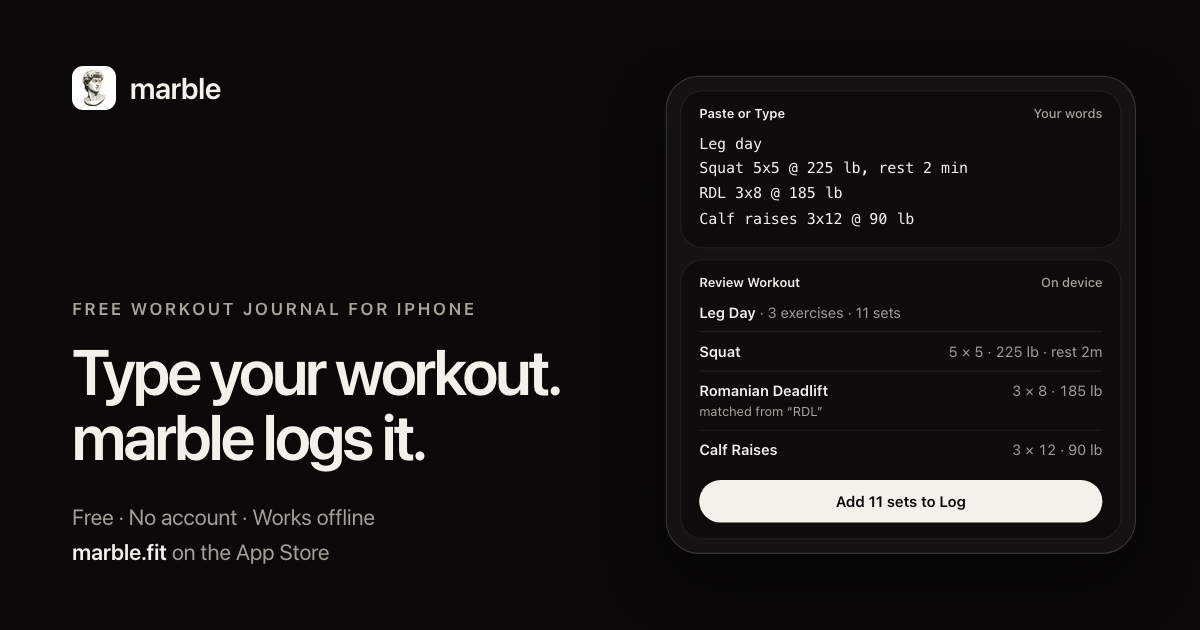 marble
FREE WORKOUT JOURNAL FOR IPHONE
Type your workout.
marble logs it.
Free · No account · Works offline
marble.fit on the App Store
Paste or Type Your words
Leg day
Squat 5x5 @ 225 lb, rest 2 min
RDL 3x8 @ 185 lb
Calf raises 3x12 @ 90 lb
Review Workout On device
Leg Day · 3 exercises · 11 sets
Squat 5 × 5 · 225 lb · rest 2m
Romanian Deadlift 3 × 8 · 185 lb
matched from “RDL”
Calf Raises 3 × 12 · 90 lb
Add 11 sets to Log